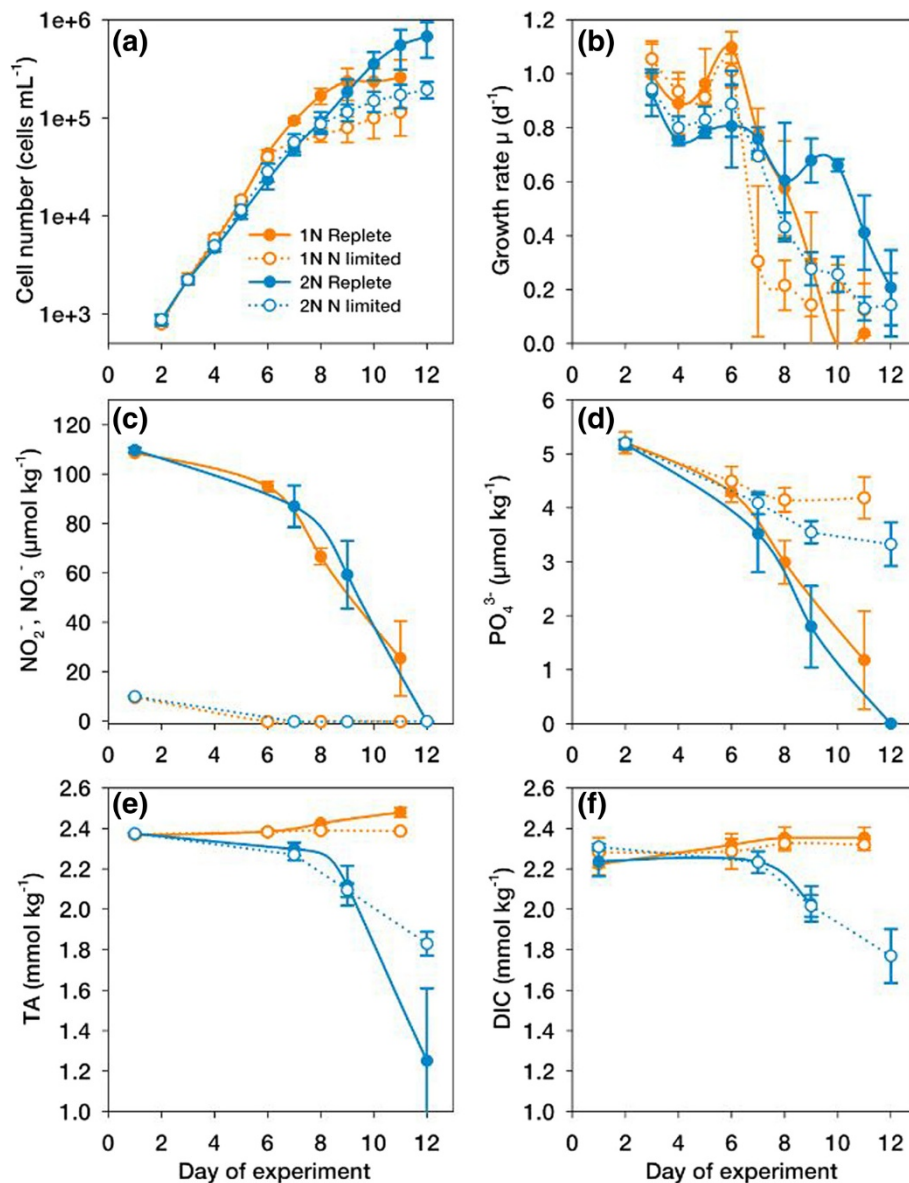 (a)
Cell number (cells mL⁻¹)
1e+6
1e+5
1e+4
1e+3
1N Replete
1N N limited
2N Replete
2N N limited
0 2 4 6 8 10 12
(b)
Growth rate µ (d⁻¹)
1.4
1.2
1.0
0.8
0.6
0.4
0.2
0.0
0 2 4 6 8 10 12
(c)
NO₂⁻, NO₃⁻ (µmol kg⁻¹)
120
100
80
60
40
20
0
0 2 4 6 8 10 12
(d)
PO₄³⁻ (µmol kg⁻¹)
6
5
4
3
2
1
0
0 2 4 6 8 10 12
(e)
TA (mmol kg⁻¹)
2.6
2.4
2.2
2.0
1.8
1.6
1.4
1.2
1.0
0 2 4 6 8 10 12
Day of experiment
(f)
DIC (mmol kg⁻¹)
2.6
2.4
2.2
2.0
1.8
1.6
1.4
1.2
1.0
0 2 4 6 8 10 12
Day of experiment